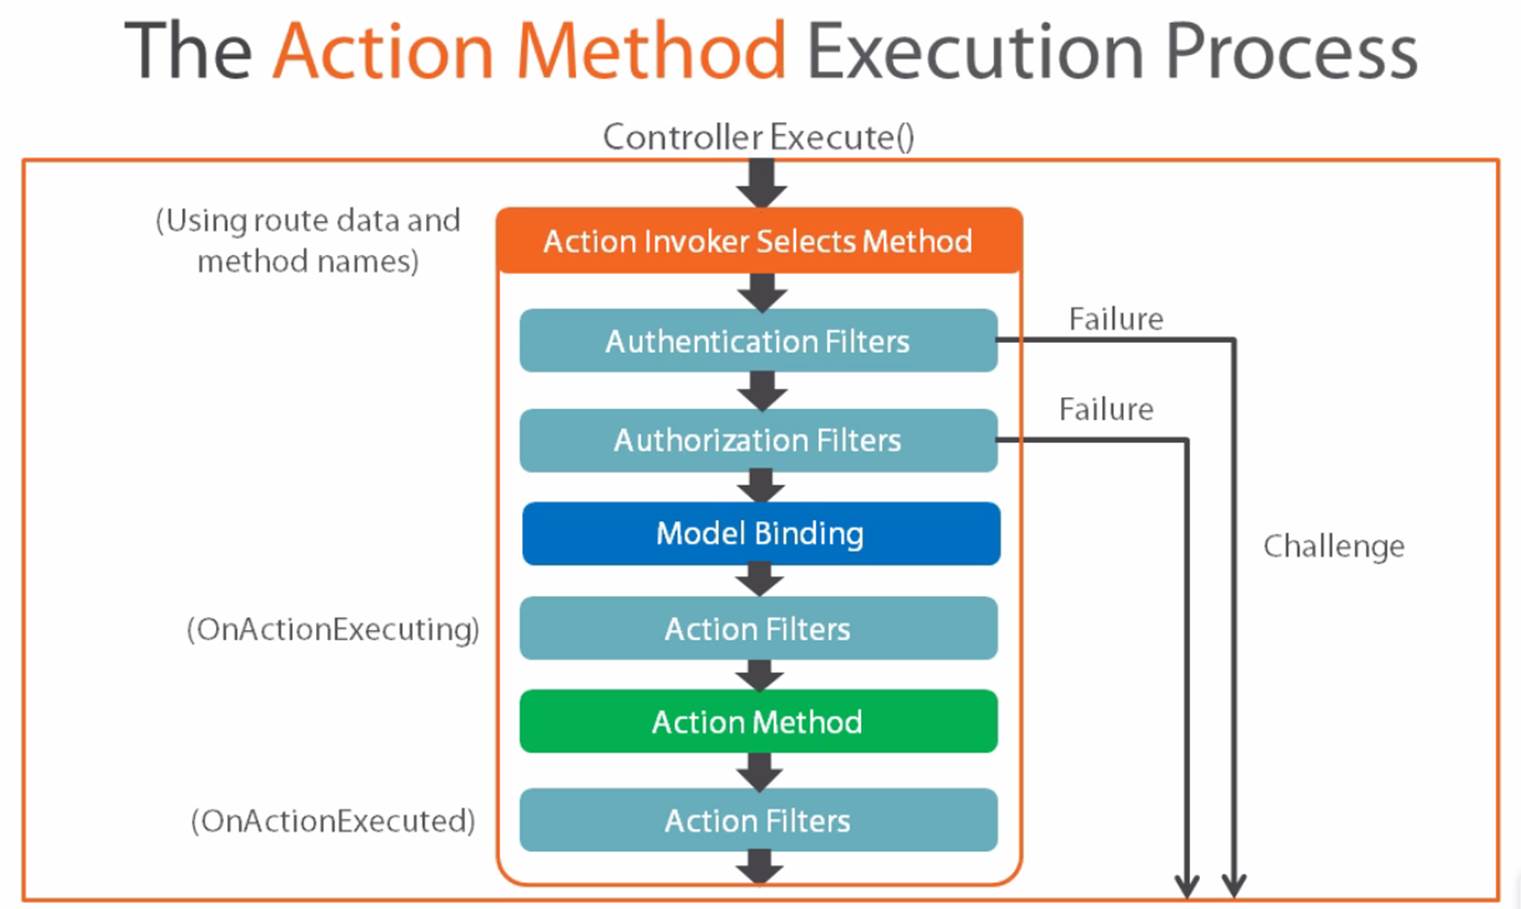 The Action Method Execution Process
Controller Execute()
(Using route data and
method names)
Action Invoker Selects Method
Authentication Filters
Failure
Authorization Filters
Failure
Model Binding
Challenge
(OnActionExecuting)
Action Filters
Action Method
(OnActionExecuted)
Action Filters